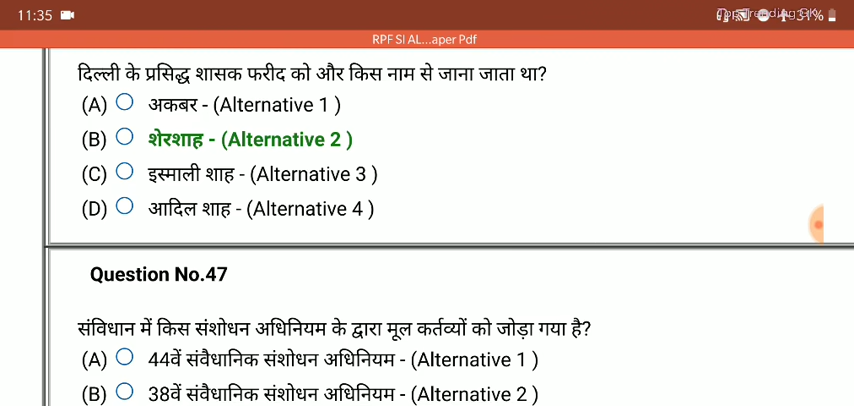 11:35
31%
RPF SI AL...aper Pdf
दिल्ली के प्रसिद्ध शासक फरीद को और किस नाम से जाना जाता था?
(A) अकबर - (Alternative 1 )
(B) शेरशाह - (Alternative 2 )
(C) इस्माली शाह - (Alternative 3 )
(D) आदिल शाह - (Alternative 4 )
Question No.47
संविधान में किस संशोधन अधिनियम के द्वारा मूल कर्तव्यों को जोड़ा गया है?
(A) 44वें संवैधानिक संशोधन अधिनियम - (Alternative 1 )
(B) 38वें संवैधानिक संशोधन अधिनियम - (Alternative 2 )